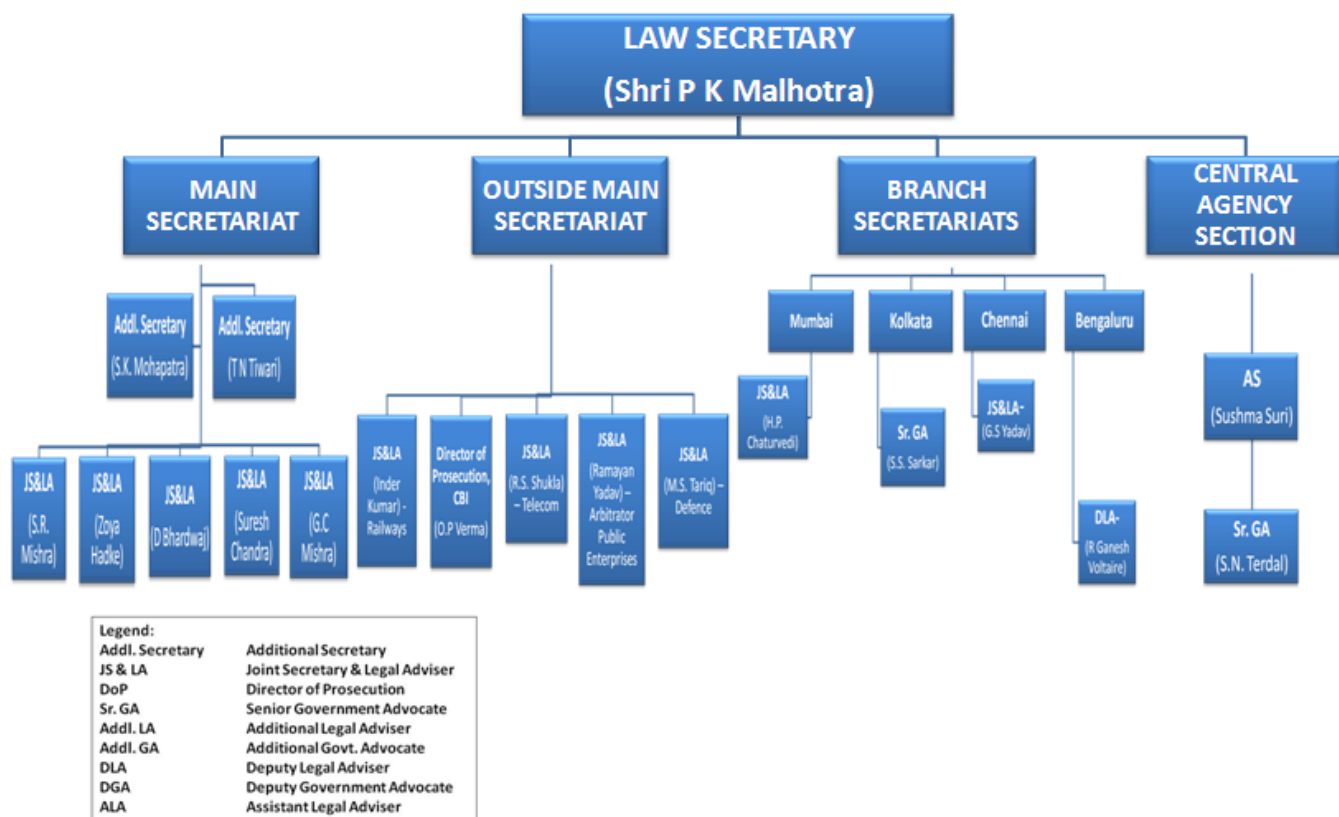 LAW SECRETARY
(Shri P K Malhotra)
MAIN
SECRETARIAT
OUTSIDE MAIN
SECRETARIAT
BRANCH
SECRETARIATS
CENTRAL
AGENCY
SECTION
Addl. Secretary
(S.K. Mohapatra)
Addl. Secretary
(T N Tiwari)
Mumbai
Kolkata
Chennai
Bengaluru
JS&LA
(S.R.
Mishra)
JS&LA
(Zoya
Hadke)
JS&LA
(D Bhardwaj)
JS&LA
(Suresh
Chandra)
JS&LA
(G.C
Mishra)
JS&LA
(Inder
Kumar) -
Railways
Director of
Prosecution,
CBI
(O.P Verma)
JS&LA
(R.S. Shukla)
– Telecom
JS&LA
(Ramayan
Yadav) –
Arbitrator
Public
Enterprises
JS&LA
(M.S. Tariq) –
Defence
JS&LA
(H.P.
Chaturvedi)
Sr. GA
(S.S. Sarkar)
JS&LA-
(G.S Yadav)
DLA-
(R Ganesh
Voltaire)
AS
(Sushma Suri)
Sr. GA
(S.N. Terdal)
Legend:
Addl. Secretary Additional Secretary
JS & LA Joint Secretary & Legal Adviser
DoP Director of Prosecution
Sr. GA Senior Government Advocate
Addl. LA Additional Legal Adviser
Addl. GA Additional Govt. Advocate
DLA Deputy Legal Adviser
DGA Deputy Government Advocate
ALA Assistant Legal Adviser